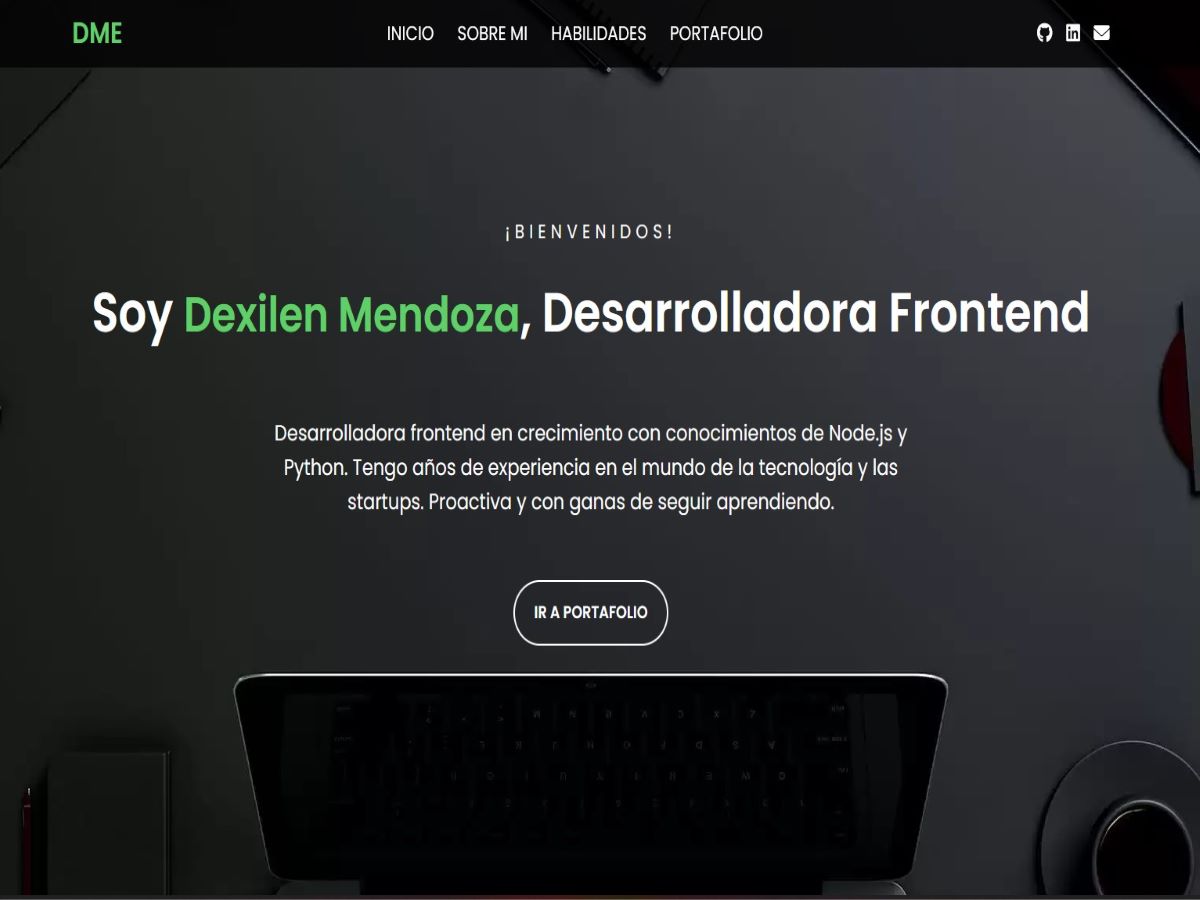 DME
INICIO SOBRE MI HABILIDADES PORTAFOLIO
¡BIENVENIDOS!
Soy Dexilen Mendoza, Desarrolladora Frontend
Desarrolladora frontend en crecimiento con conocimientos de Node.js y
Python. Tengo años de experiencia en el mundo de la tecnología y las
startups. Proactiva y con ganas de seguir aprendiendo.
IR A PORTAFOLIO